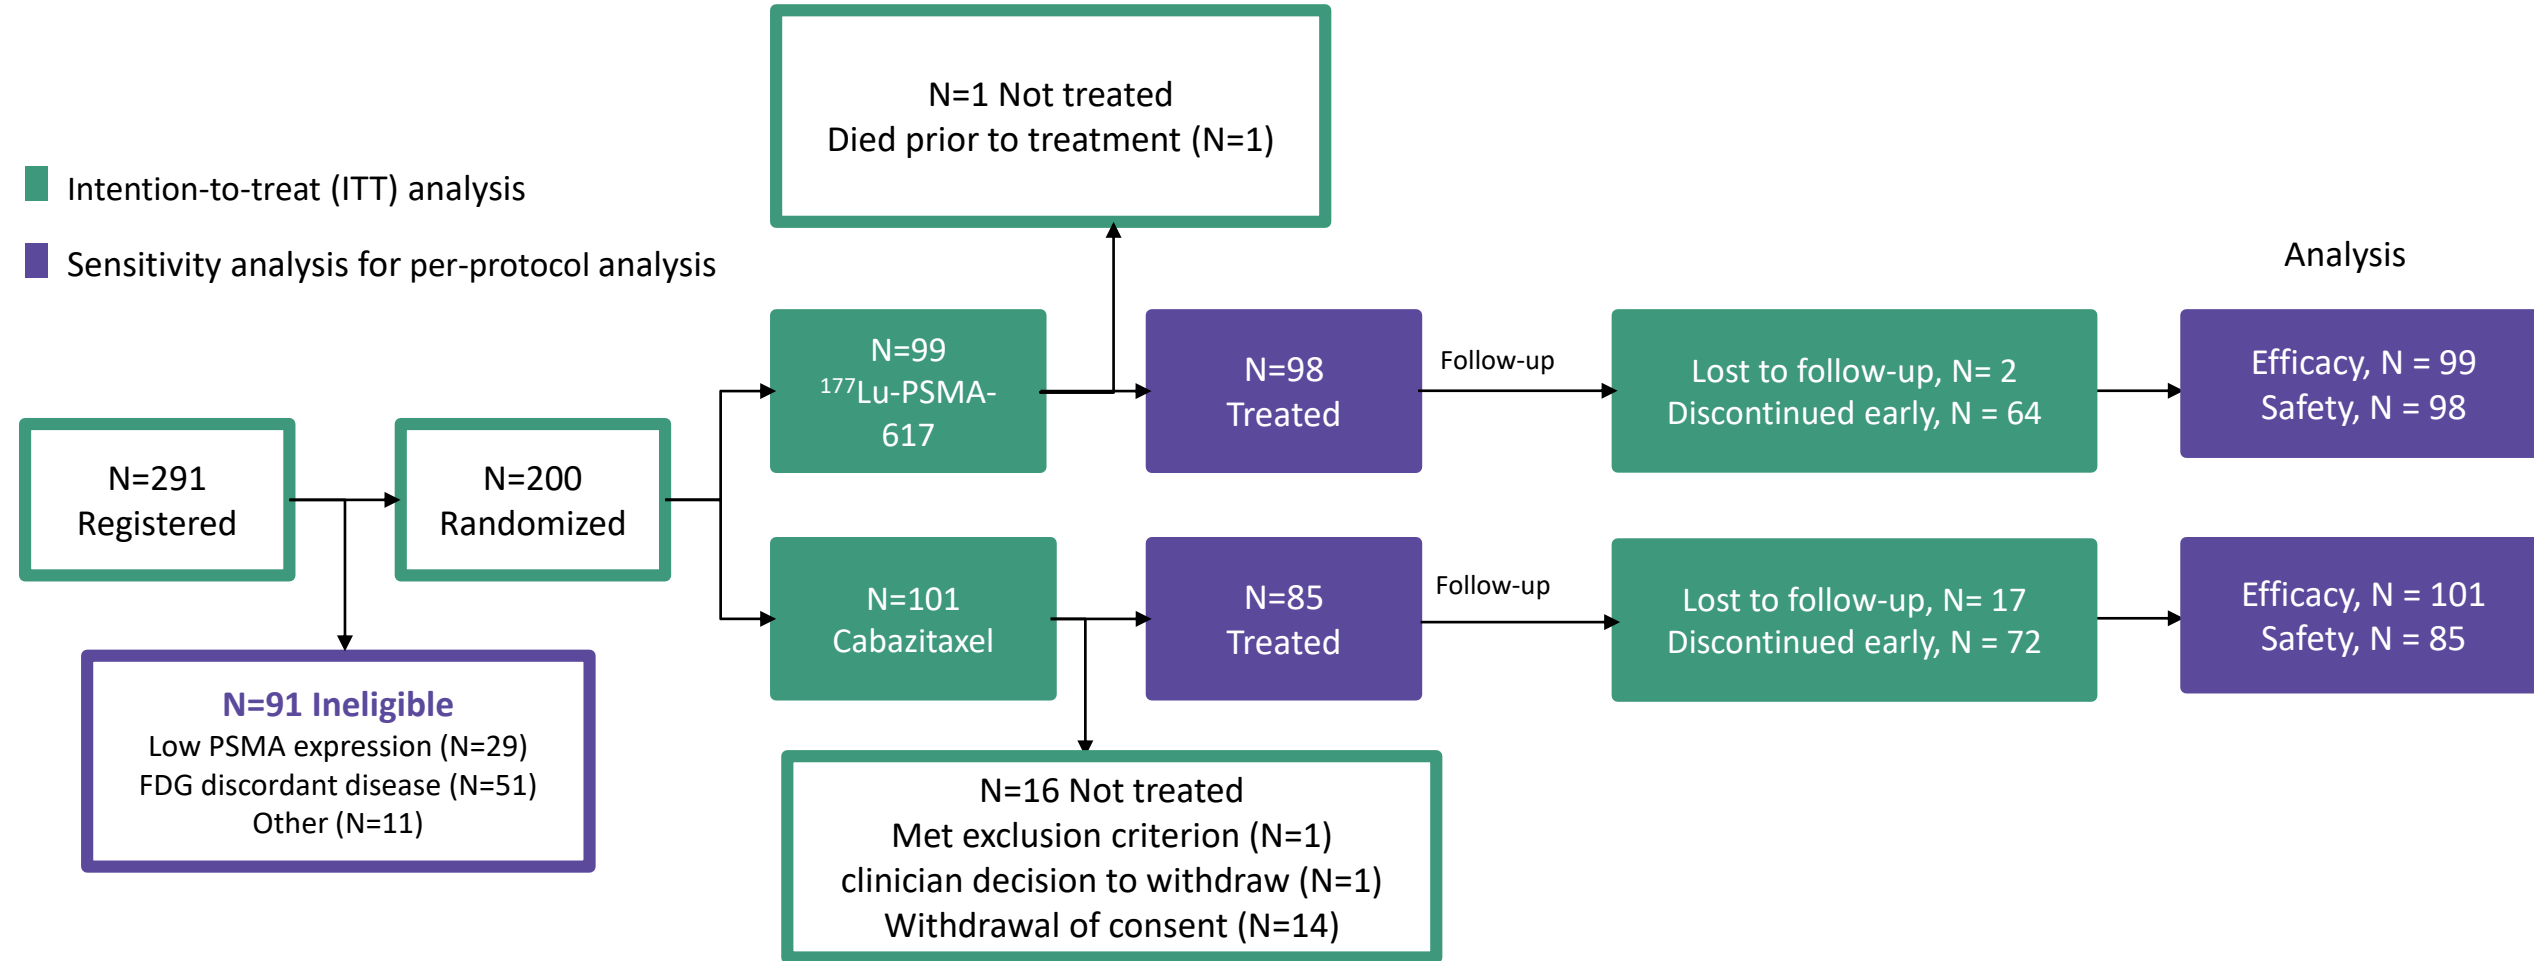 N=1 Not treated
Died prior to treatment (N=1)
Intention-to-treat (ITT) analysis
Sensitivity analysis for per-protocol analysis
Analysis
N=99
¹⁷⁷Lu-PSMA-
617
N=98
Treated
Follow-up
Lost to follow-up, N= 2
Discontinued early, N = 64
Efficacy, N = 99
Safety, N = 98
N=291
Registered
N=200
Randomized
N=101
Cabazitaxel
N=85
Treated
Follow-up
Lost to follow-up, N= 17
Discontinued early, N = 72
Efficacy, N = 101
Safety, N = 85
N=91 Ineligible
Low PSMA expression (N=29)
FDG discordant disease (N=51)
Other (N=11)
N=16 Not treated
Met exclusion criterion (N=1)
clinician decision to withdraw (N=1)
Withdrawal of consent (N=14)